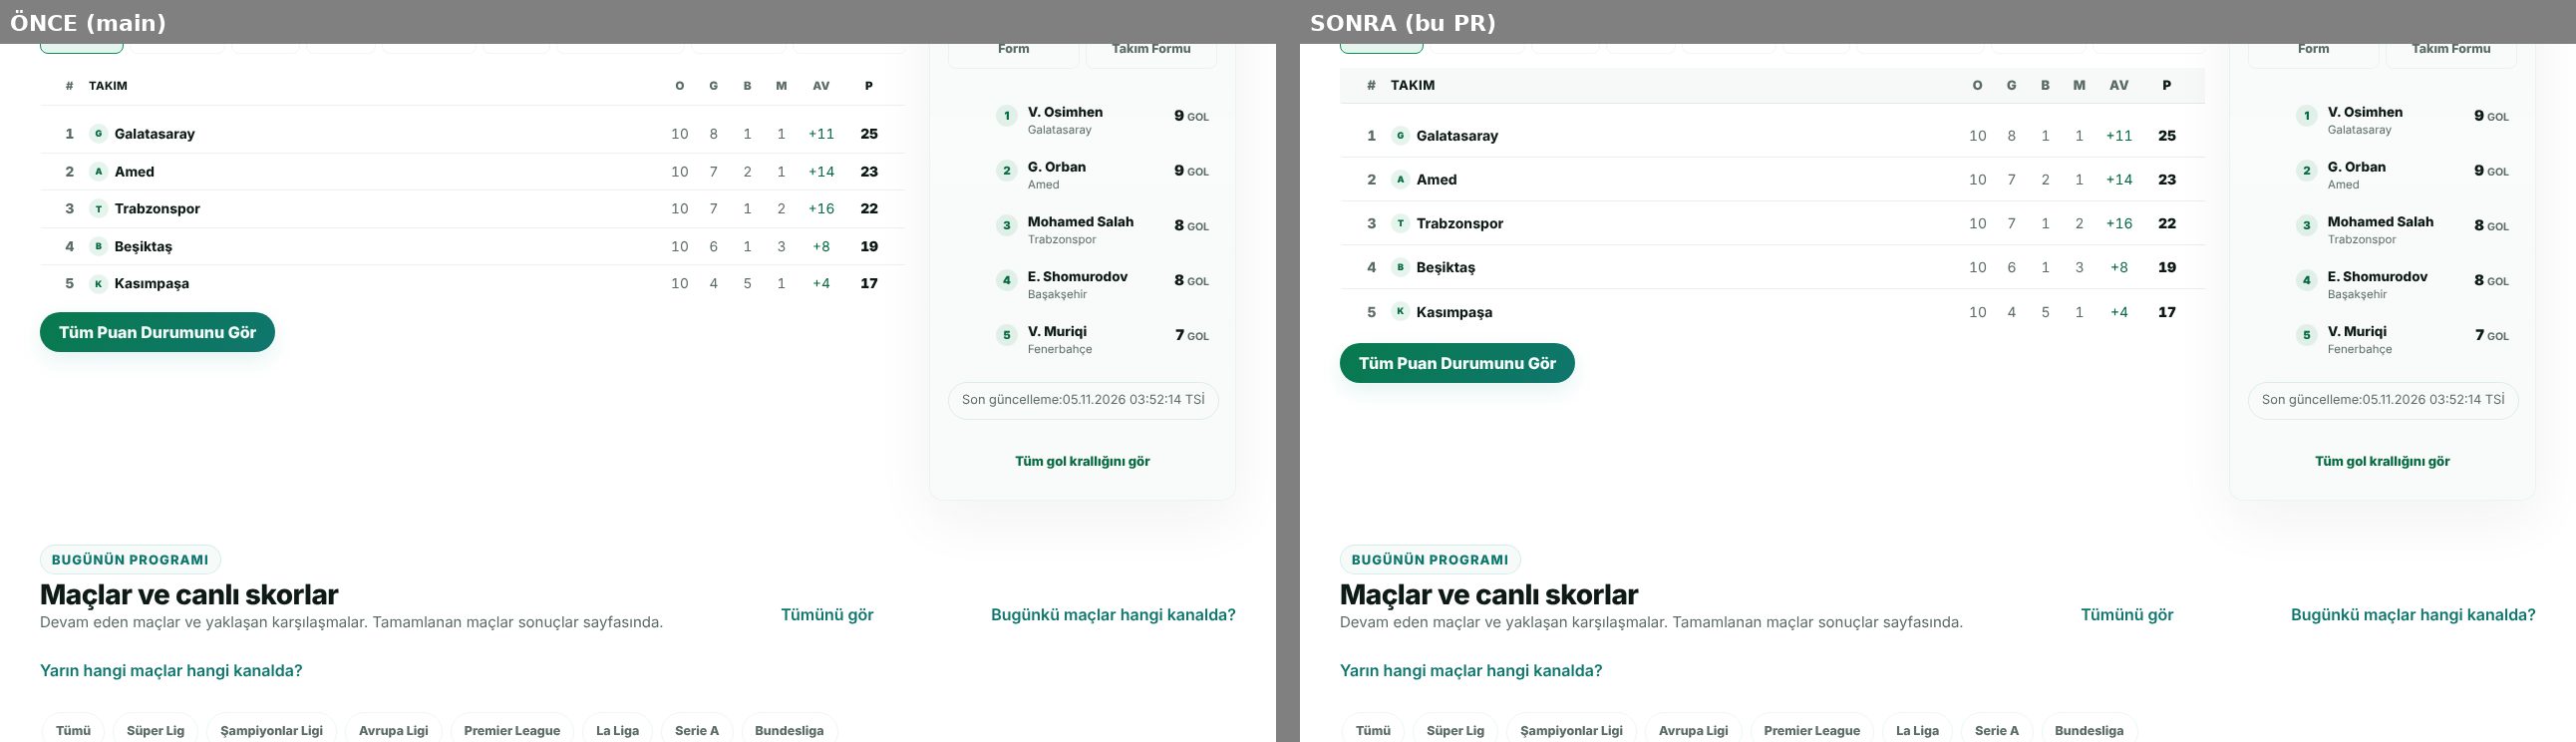 ÖNCE (main)
# TAKIM O G B M AV P
1 G Galatasaray 10 8 1 1 +11 25
2 A Amed 10 7 2 1 +14 23
3 T Trabzonspor 10 7 1 2 +16 22
4 B Beşiktaş 10 6 1 3 +8 19
5 K Kasımpaşa 10 4 5 1 +4 17
Tüm Puan Durumunu Gör
Form Takım Formu
1 V. Osimhen 9 GOL
Galatasaray
2 G. Orban 9 GOL
Amed
3 Mohamed Salah 8 GOL
Trabzonspor
4 E. Shomurodov 8 GOL
Başakşehir
5 V. Muriqi 7 GOL
Fenerbahçe
Son güncelleme:05.11.2026 03:52:14 TSİ
Tüm gol krallığını gör
BUGÜNÜN PROGRAMI
Maçlar ve canlı skorlar
Devam eden maçlar ve yaklaşan karşılaşmalar. Tamamlanan maçlar sonuçlar sayfasında.
Tümünü gör
Bugünkü maçlar hangi kanalda?
Yarın hangi maçlar hangi kanalda?
Tümü Süper Lig Şampiyonlar Ligi Avrupa Ligi Premier League La Liga Serie A Bundesliga
SONRA (bu PR)
# TAKIM O G B M AV P
1 G Galatasaray 10 8 1 1 +11 25
2 A Amed 10 7 2 1 +14 23
3 T Trabzonspor 10 7 1 2 +16 22
4 B Beşiktaş 10 6 1 3 +8 19
5 K Kasımpaşa 10 4 5 1 +4 17
Tüm Puan Durumunu Gör
Form Takım Formu
1 V. Osimhen 9 GOL
Galatasaray
2 G. Orban 9 GOL
Amed
3 Mohamed Salah 8 GOL
Trabzonspor
4 E. Shomurodov 8 GOL
Başakşehir
5 V. Muriqi 7 GOL
Fenerbahçe
Son güncelleme:05.11.2026 03:52:14 TSİ
Tüm gol krallığını gör
BUGÜNÜN PROGRAMI
Maçlar ve canlı skorlar
Devam eden maçlar ve yaklaşan karşılaşmalar. Tamamlanan maçlar sonuçlar sayfasında.
Tümünü gör
Bugünkü maçlar hangi kanalda?
Yarın hangi maçlar hangi kanalda?
Tümü Süper Lig Şampiyonlar Ligi Avrupa Ligi Premier League La Liga Serie A Bundesliga